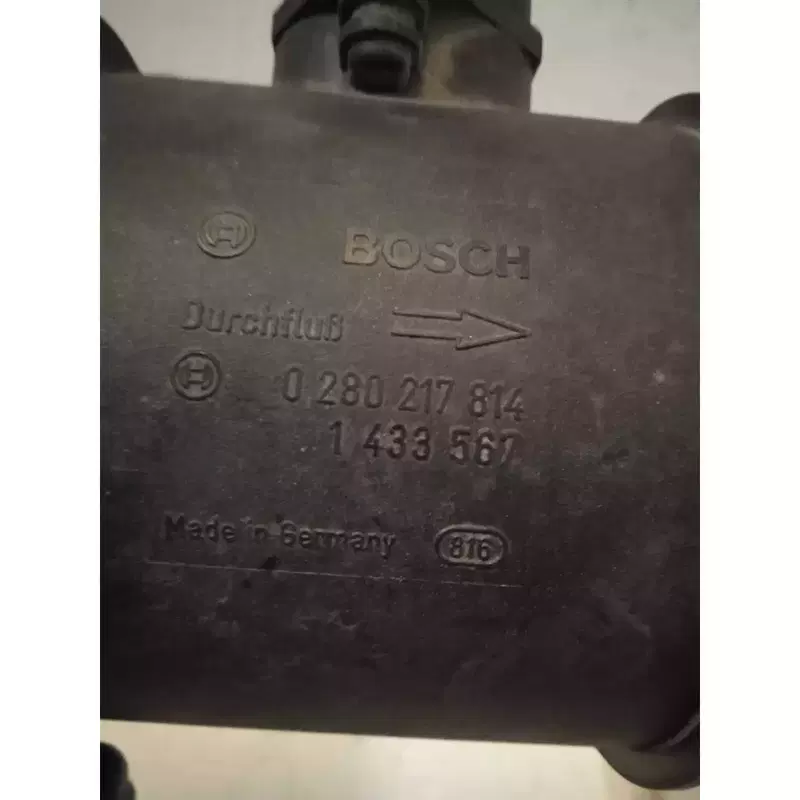 BOSCH
Durchfluß
0 280 217 814
1 433 567
Made in Germany 816